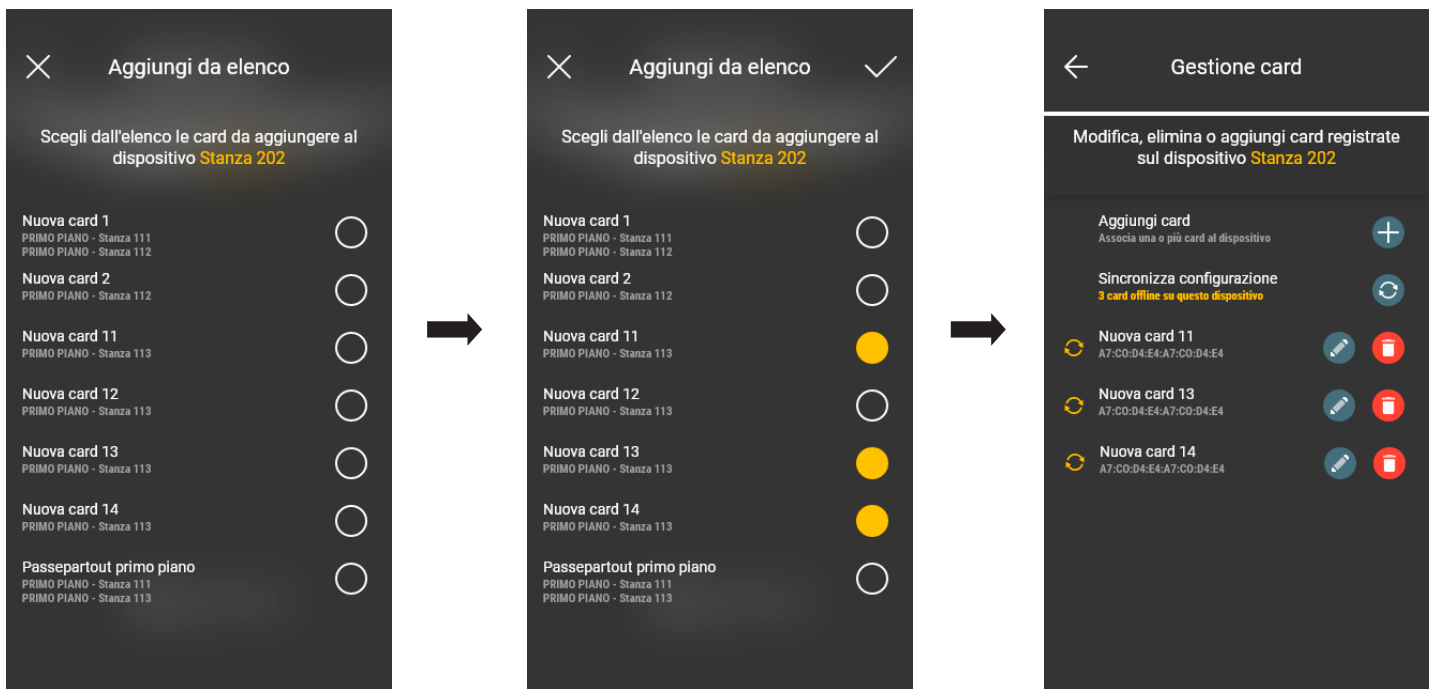 Aggiungi da elenco
Scegli dall'elenco le card da aggiungere al
dispositivo Stanza 202
Nuova card 1
PRIMO PIANO - Stanza 111
PRIMO PIANO - Stanza 112
Nuova card 2
PRIMO PIANO - Stanza 112
Nuova card 11
PRIMO PIANO - Stanza 113
Nuova card 12
PRIMO PIANO - Stanza 113
Nuova card 13
PRIMO PIANO - Stanza 113
Nuova card 14
PRIMO PIANO - Stanza 113
Passepartout primo piano
PRIMO PIANO - Stanza 111
PRIMO PIANO - Stanza 113
Aggiungi da elenco
Scegli dall'elenco le card da aggiungere al
dispositivo Stanza 202
Nuova card 1
PRIMO PIANO - Stanza 111
PRIMO PIANO - Stanza 112
Nuova card 2
PRIMO PIANO - Stanza 112
Nuova card 11
PRIMO PIANO - Stanza 113
Nuova card 12
PRIMO PIANO - Stanza 113
Nuova card 13
PRIMO PIANO - Stanza 113
Nuova card 14
PRIMO PIANO - Stanza 113
Passepartout primo piano
PRIMO PIANO - Stanza 111
PRIMO PIANO - Stanza 113
Gestione card
Modifica, elimina o aggiungi card registrate
sul dispositivo Stanza 202
Aggiungi card
Associa una o più card al dispositivo
Sincronizza configurazione
3 card offline su questo dispositivo
Nuova card 11
A7:C0:D4:E4:A7:C0:D4:E4
Nuova card 13
A7:C0:D4:E4:A7:C0:D4:E4
Nuova card 14
A7:C0:D4:E4:A7:C0:D4:E4